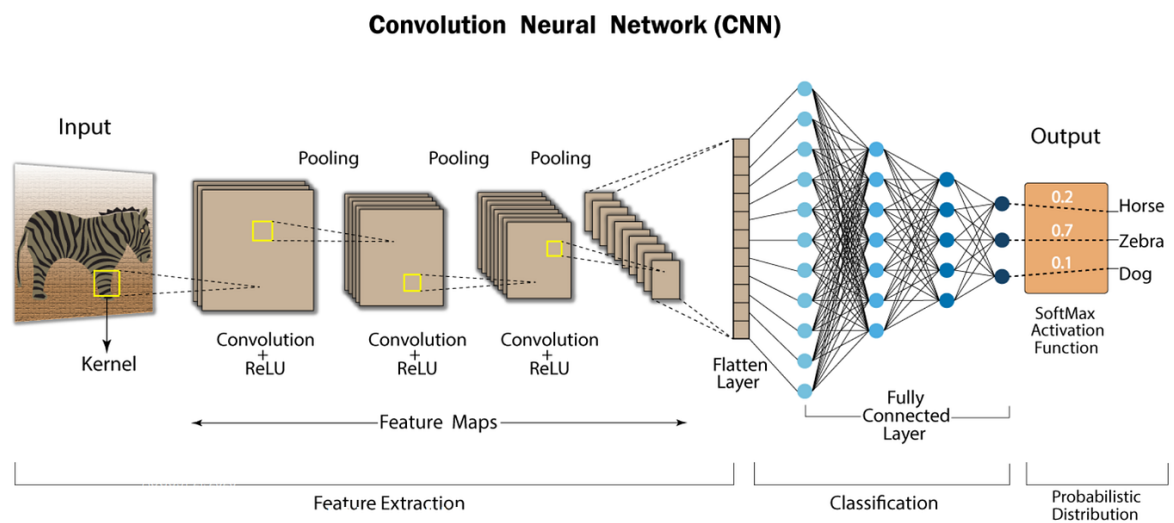 Convolution Neural Network (CNN)
Input
Pooling
Pooling
Pooling
Output
0.2
Horse
0.7
Zebra
0.1
Dog
Kernel
Convolution
+
ReLU
Convolution
+
ReLU
Convolution
+
ReLU
Flatten
Layer
SoftMax
Activation
Function
Fully
Connected
Layer
Feature Maps
Feature Extraction
Classification
Probabilistic
Distribution